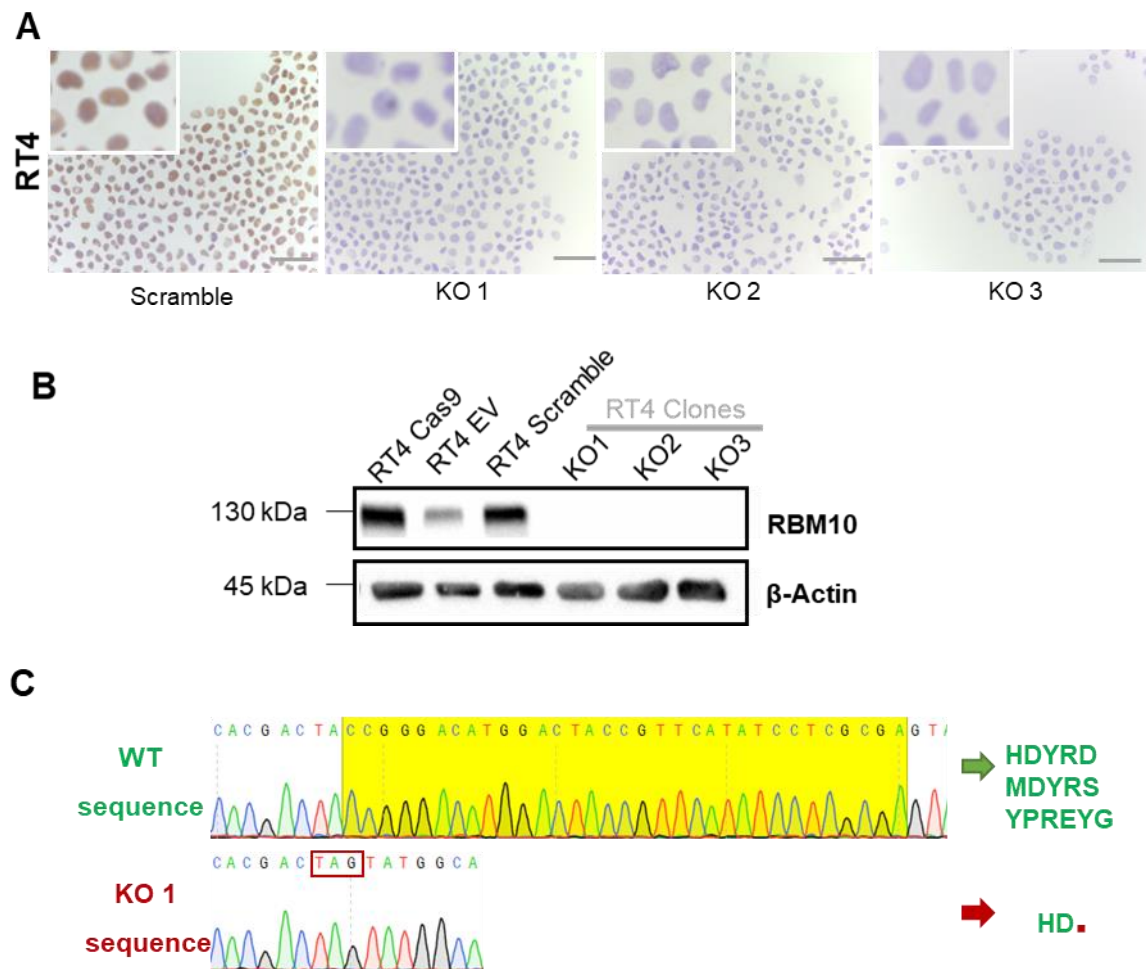 A
RT4
Scramble
KO 1
KO 2
KO 3
B
RT4 Cas9
RT4 EV
RT4 Scramble
RT4 Clones
KO1
KO2
KO3
130 kDa
RBM10
45 kDa
β-Actin
C
CACGACTACCGGGACATGGACTACCGTTCATATCCTCGCGAGTA
WT
sequence
HDYRD
MDYRS
YPREYG
CACGACTAGTATGGCA
KO 1
sequence
HD.